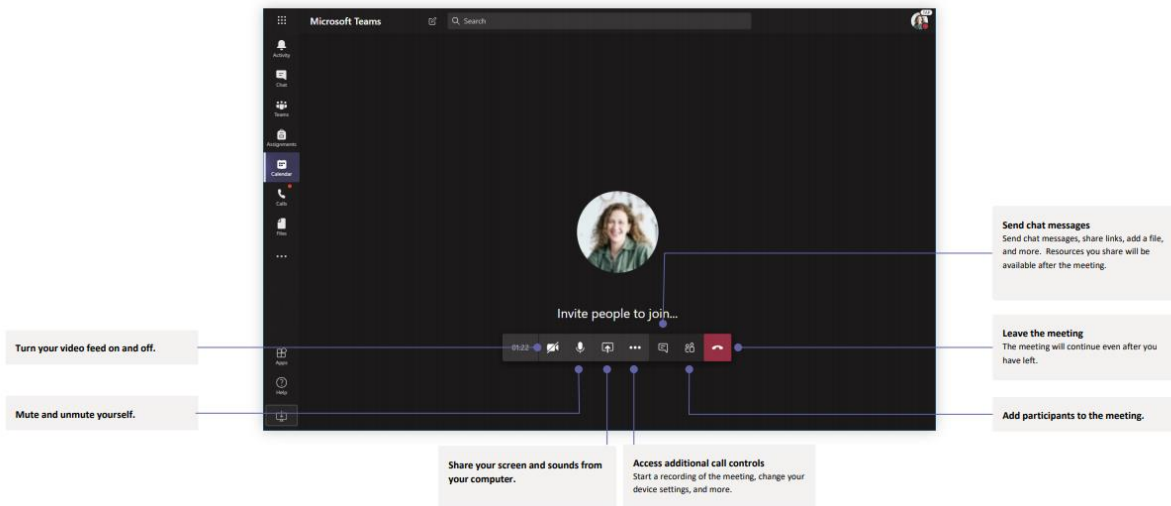 Microsoft Teams
Search
Activity
Chat
Teams
Assignments
Calendar
Calls
Files
Invite people to join...
01:22
Apps
Help
Turn your video feed on and off.
Mute and unmute yourself.
Share your screen and sounds from
your computer.
Access additional call controls
Start a recording of the meeting, change your
device settings, and more.
Send chat messages
Send chat messages, share links, add a file,
and more. Resources you share will be
available after the meeting.
Leave the meeting
The meeting will continue even after you
have left.
Add participants to the meeting.